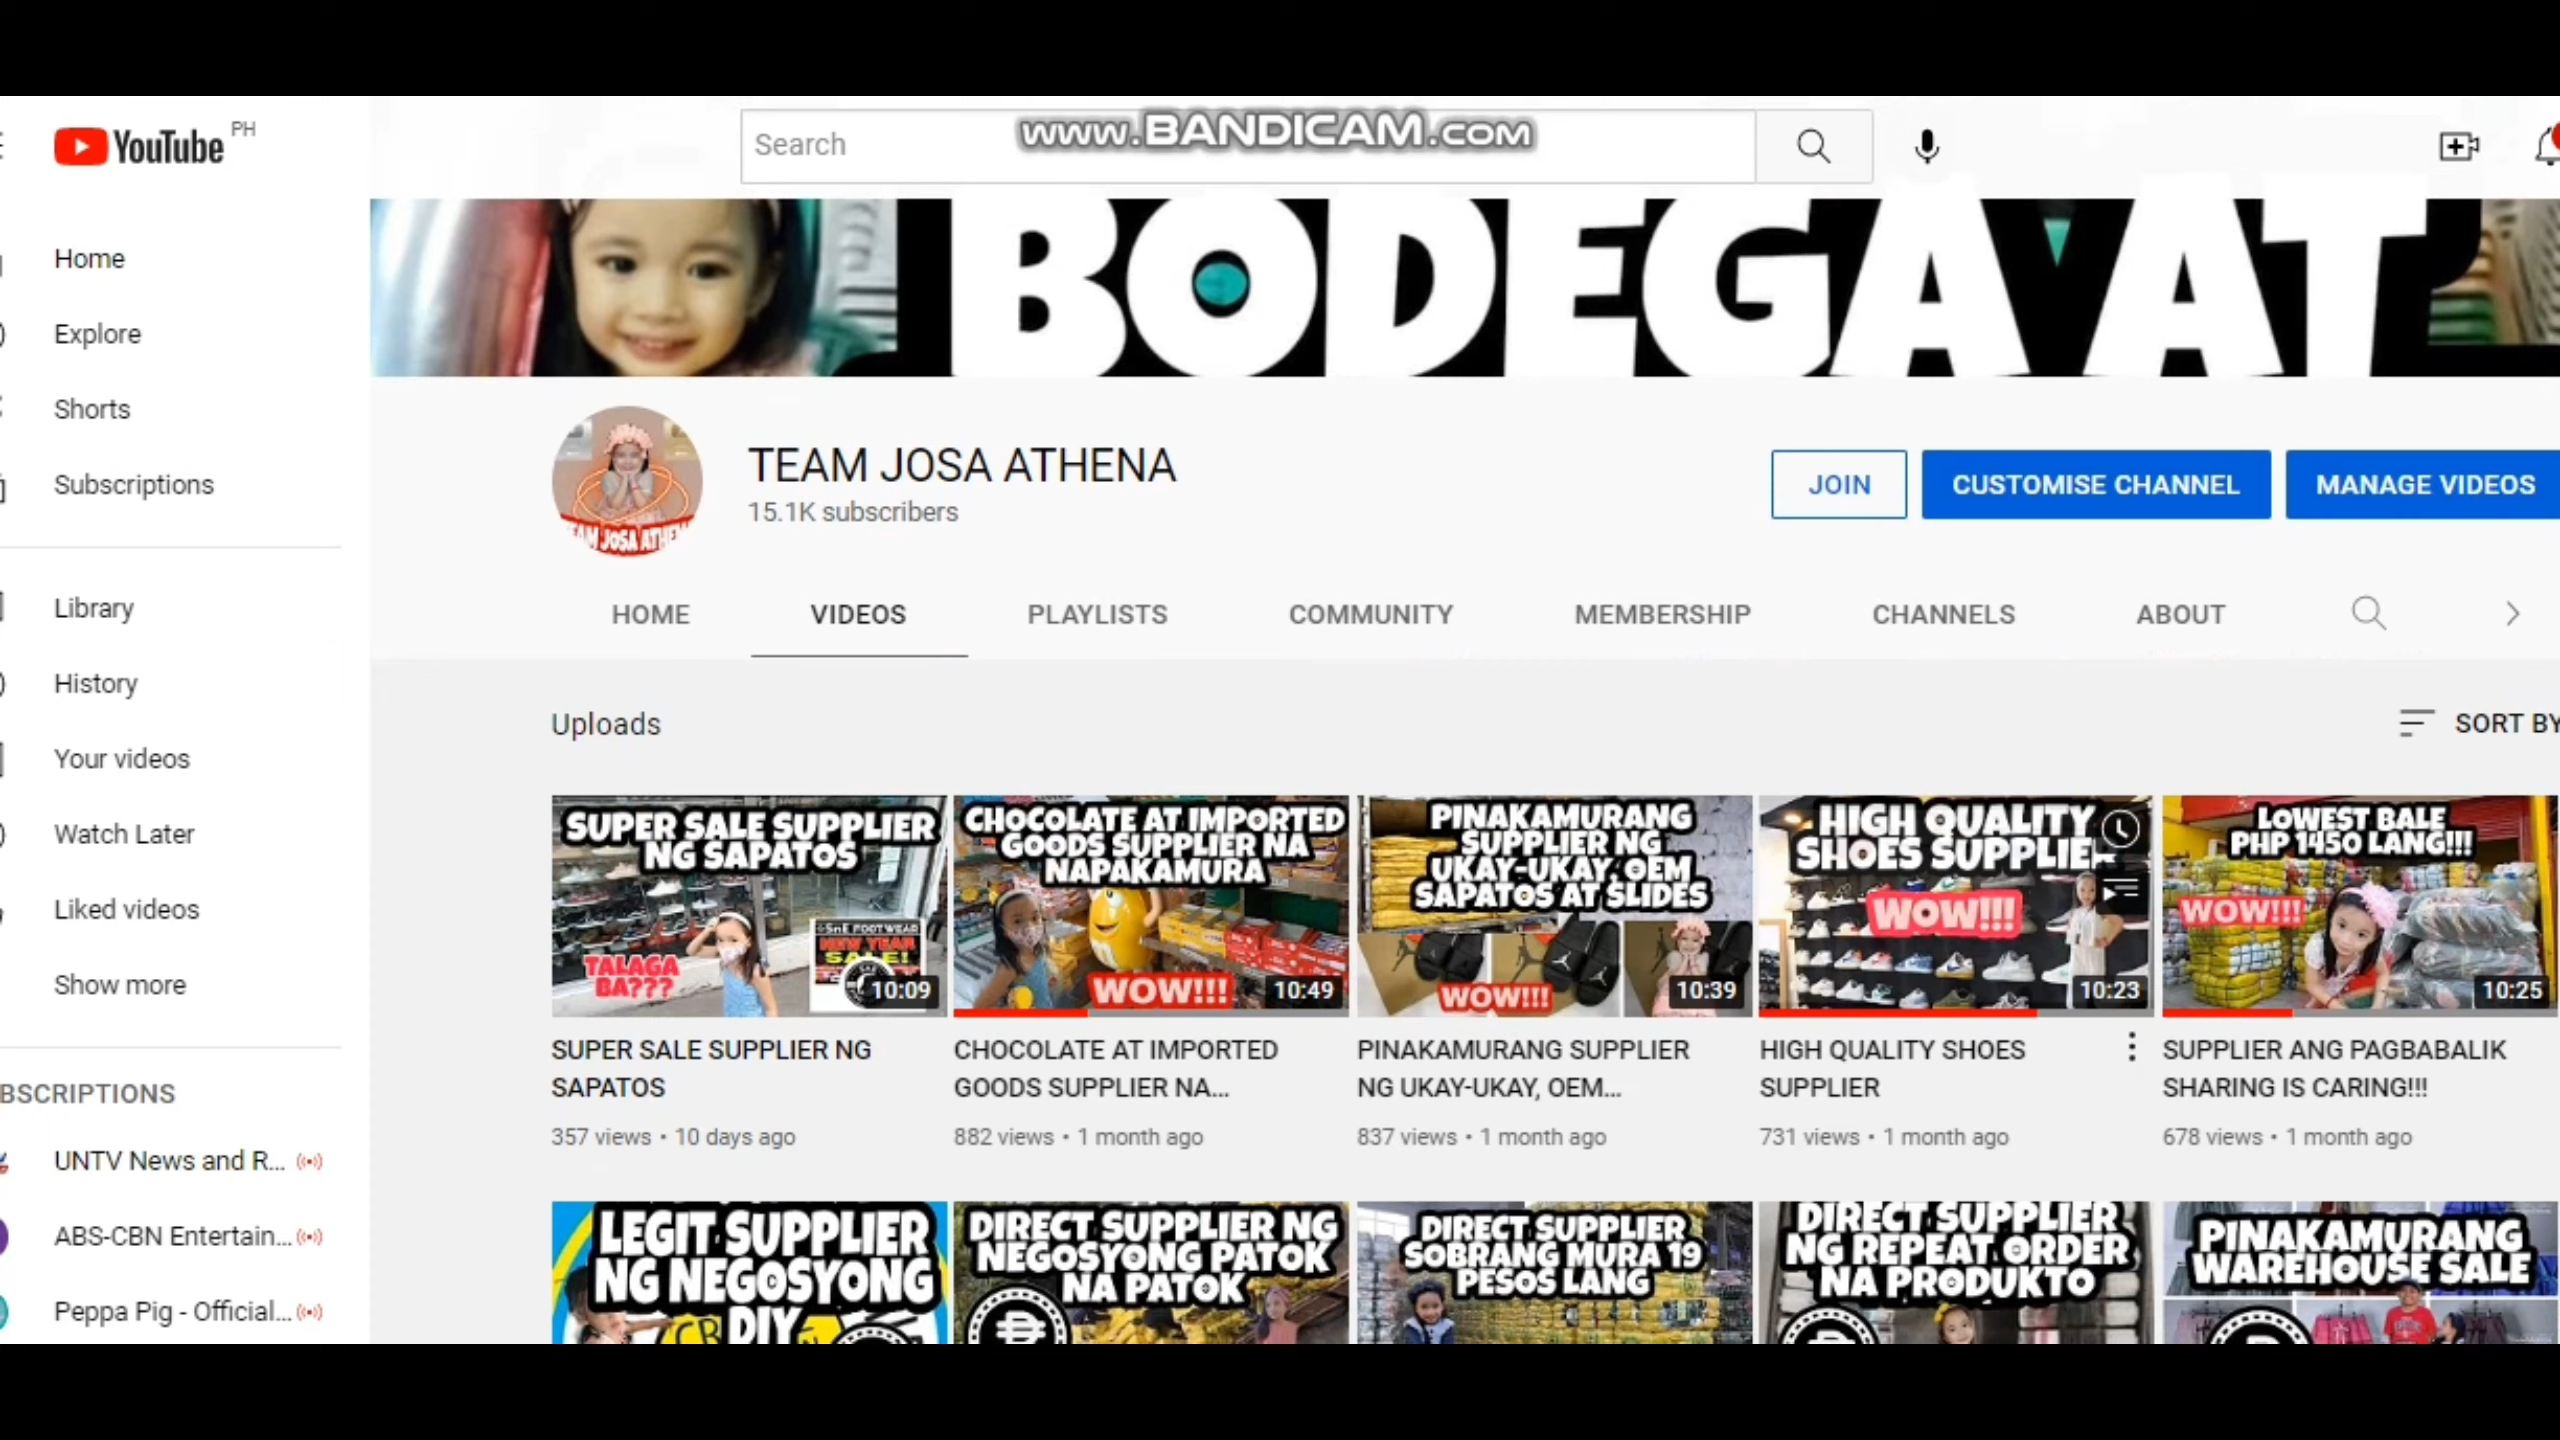 www.BANDICAM.com
YouTube PH
Search
Home
Explore
Shorts
Subscriptions
Library
History
Your videos
Watch Later
Liked videos
Show more
BSCRIPTIONS
UNTV News and R...
ABS-CBN Entertain...
Peppa Pig - Official...
BODEGA AT
TEAM JOSA ATHENA
15.1K subscribers
JOIN
CUSTOMISE CHANNEL
MANAGE VIDEOS
HOME
VIDEOS
PLAYLISTS
COMMUNITY
MEMBERSHIP
CHANNELS
ABOUT
Uploads
SORT BY
SUPER SALE SUPPLIER
NG SAPATOS
TALAGA
BA???
SnE FOOTWEAR
NEW YEAR
SALE!
10:09
SUPER SALE SUPPLIER NG
SAPATOS
357 views • 10 days ago
CHOCOLATE AT IMPORTED
GOODS SUPPLIER NA
NAPAKAMURA
WOW!!!
10:49
CHOCOLATE AT IMPORTED
GOODS SUPPLIER NA...
882 views • 1 month ago
PINAKAMURANG
SUPPLIER NG
UKAY-UKAY, OEM
SAPATOS AT SLIDES
WOW!!!
10:39
PINAKAMURANG SUPPLIER
NG UKAY-UKAY, OEM...
837 views • 1 month ago
HIGH QUALITY
SHOES SUPPLIER
WOW!!!
10:23
HIGH QUALITY SHOES
SUPPLIER
731 views • 1 month ago
LOWEST BALE
PHP 1450 LANG!!!
WOW!!!
10:25
SUPPLIER ANG PAGBABALIK
SHARING IS CARING!!!
678 views • 1 month ago
LEGIT SUPPLIER
NG NEGOSYONG
DIY
DIRECT SUPPLIER NG
NEGOSYONG PATOK
NA PATOK
DIRECT SUPPLIER
SOBRANG MURA 19
PESOS LANG
DIRECT SUPPLIER
NG REPEAT ORDER
NA PRODUKTO
PINAKAMURANG
WAREHOUSE SALE